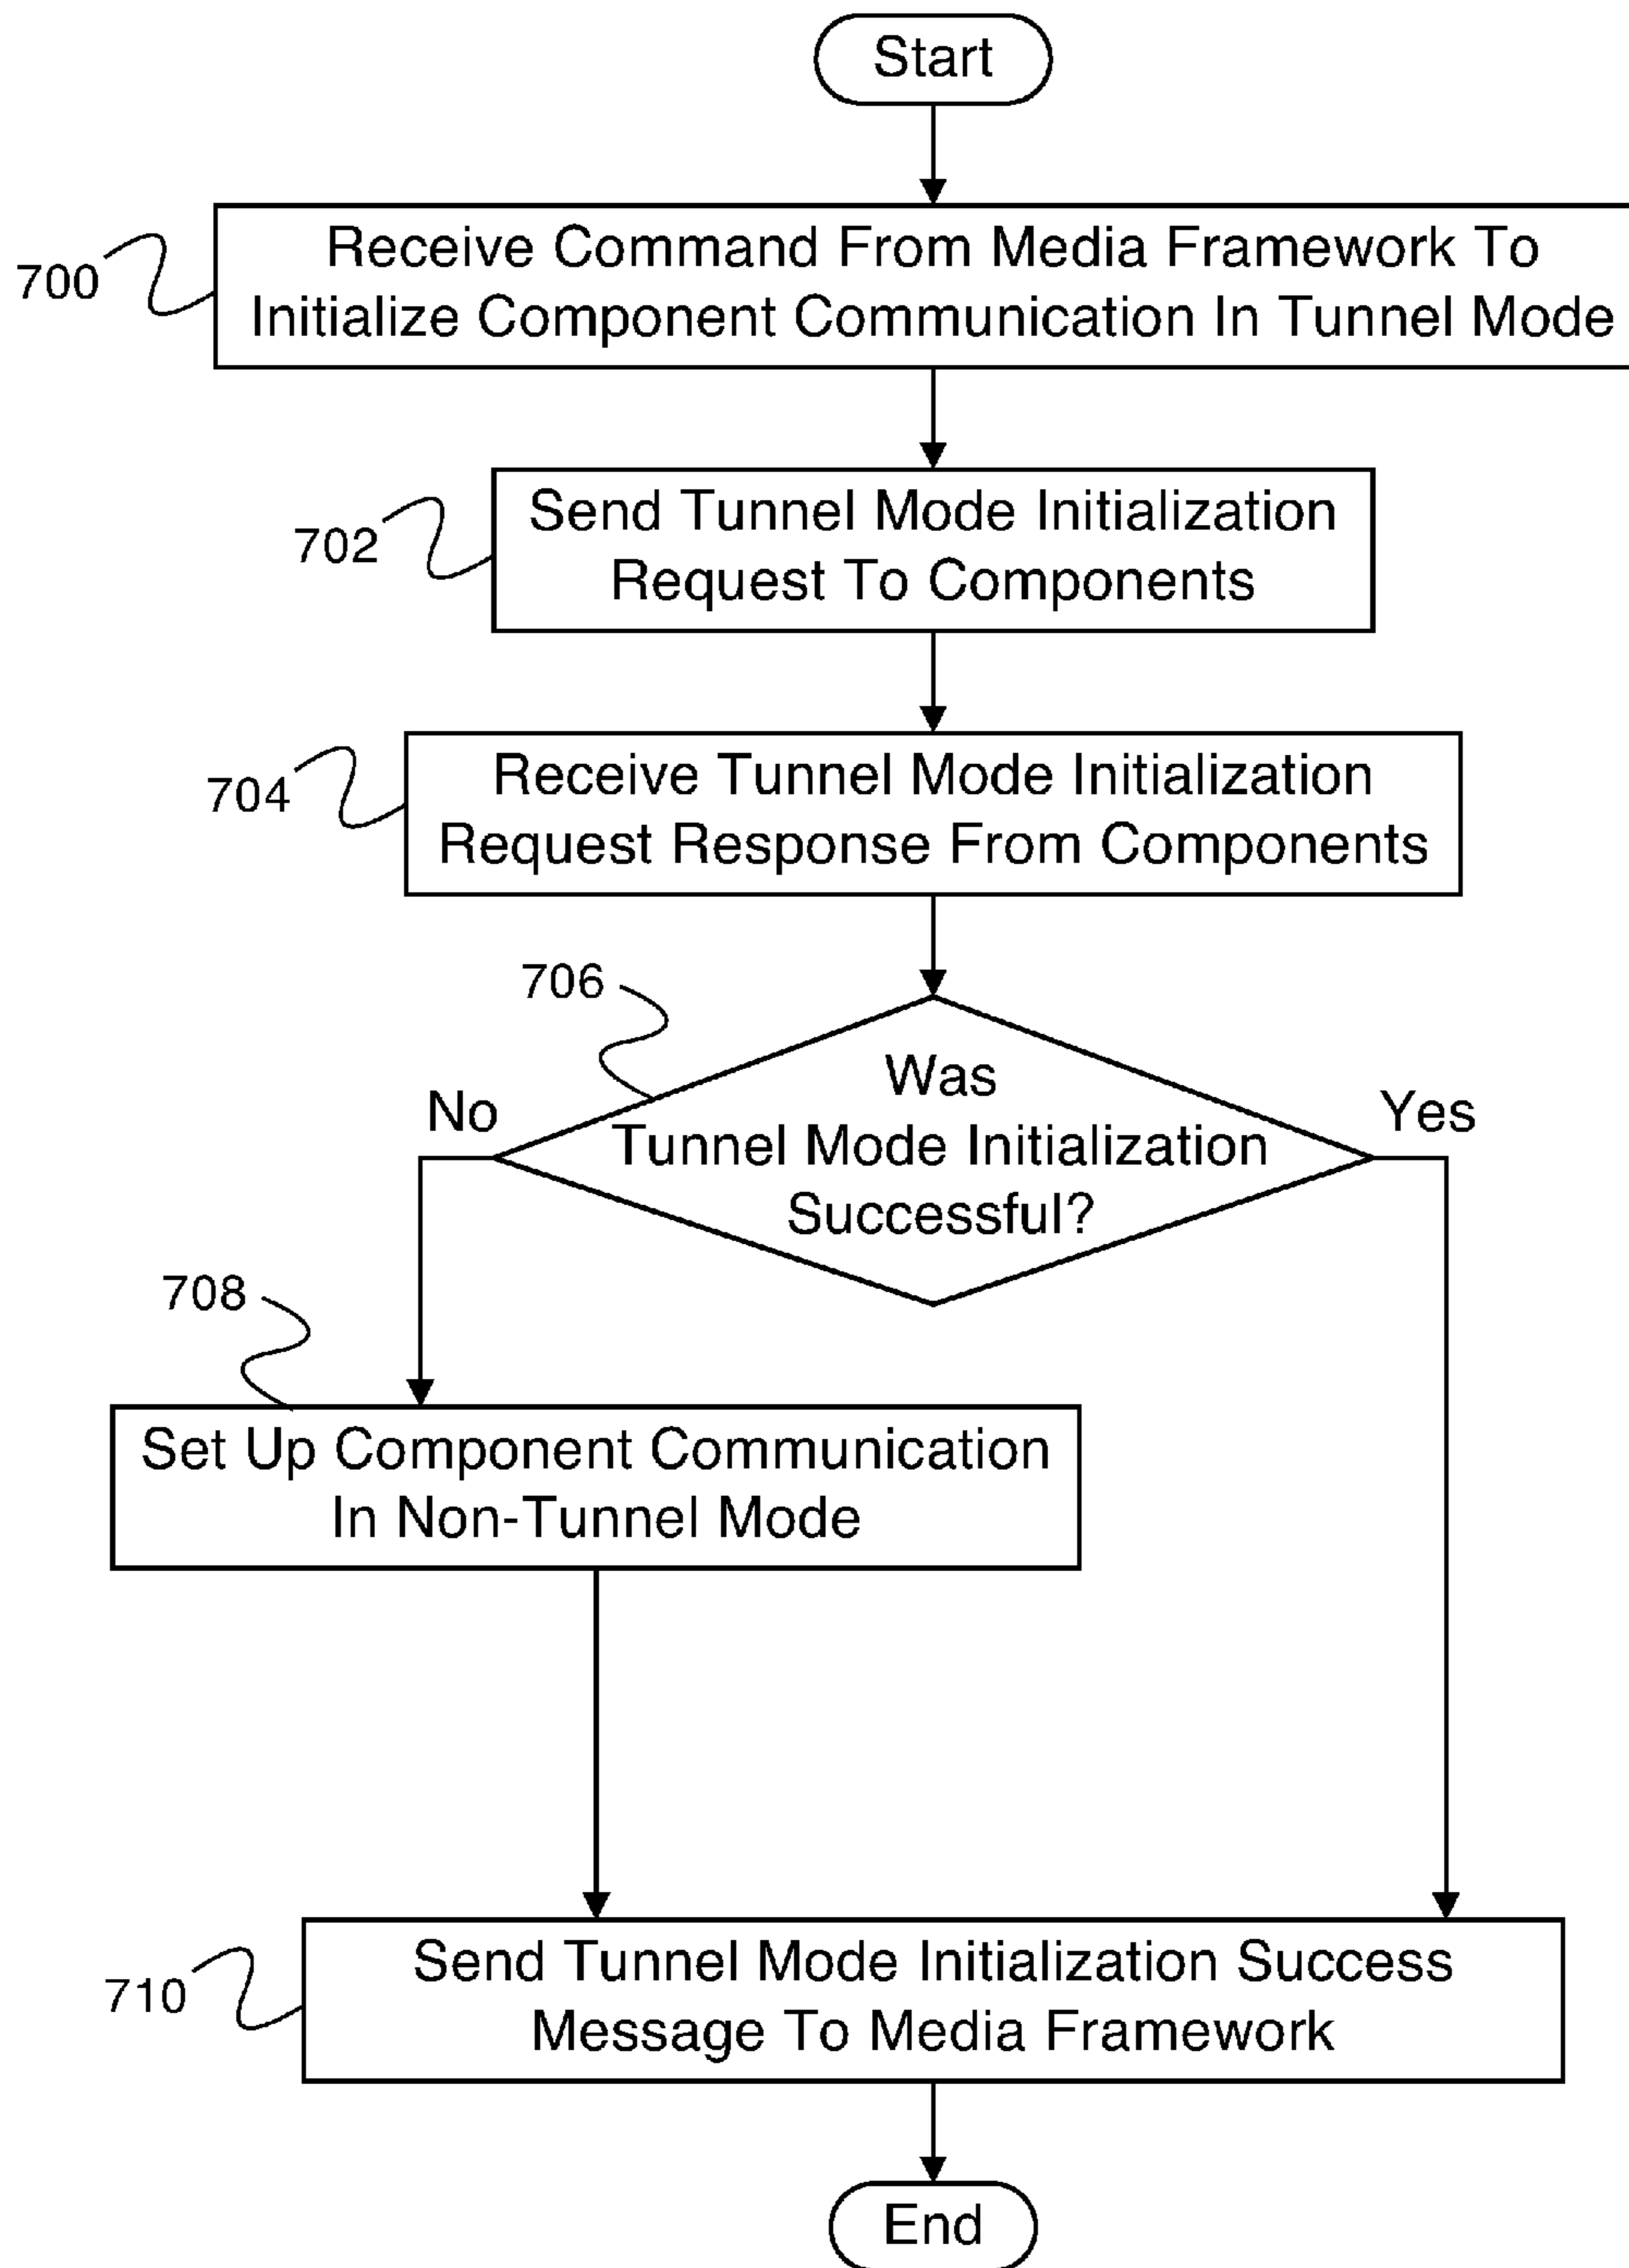 Start
Receive Command From Media Framework To
Initialize Component Communication In Tunnel Mode
700
Send Tunnel Mode Initialization
Request To Components
702
Receive Tunnel Mode Initialization
Request Response From Components
704
706
Was
Tunnel Mode Initialization
Successful?
No
Yes
708
Set Up Component Communication
In Non-Tunnel Mode
Send Tunnel Mode Initialization Success
Message To Media Framework
710
End